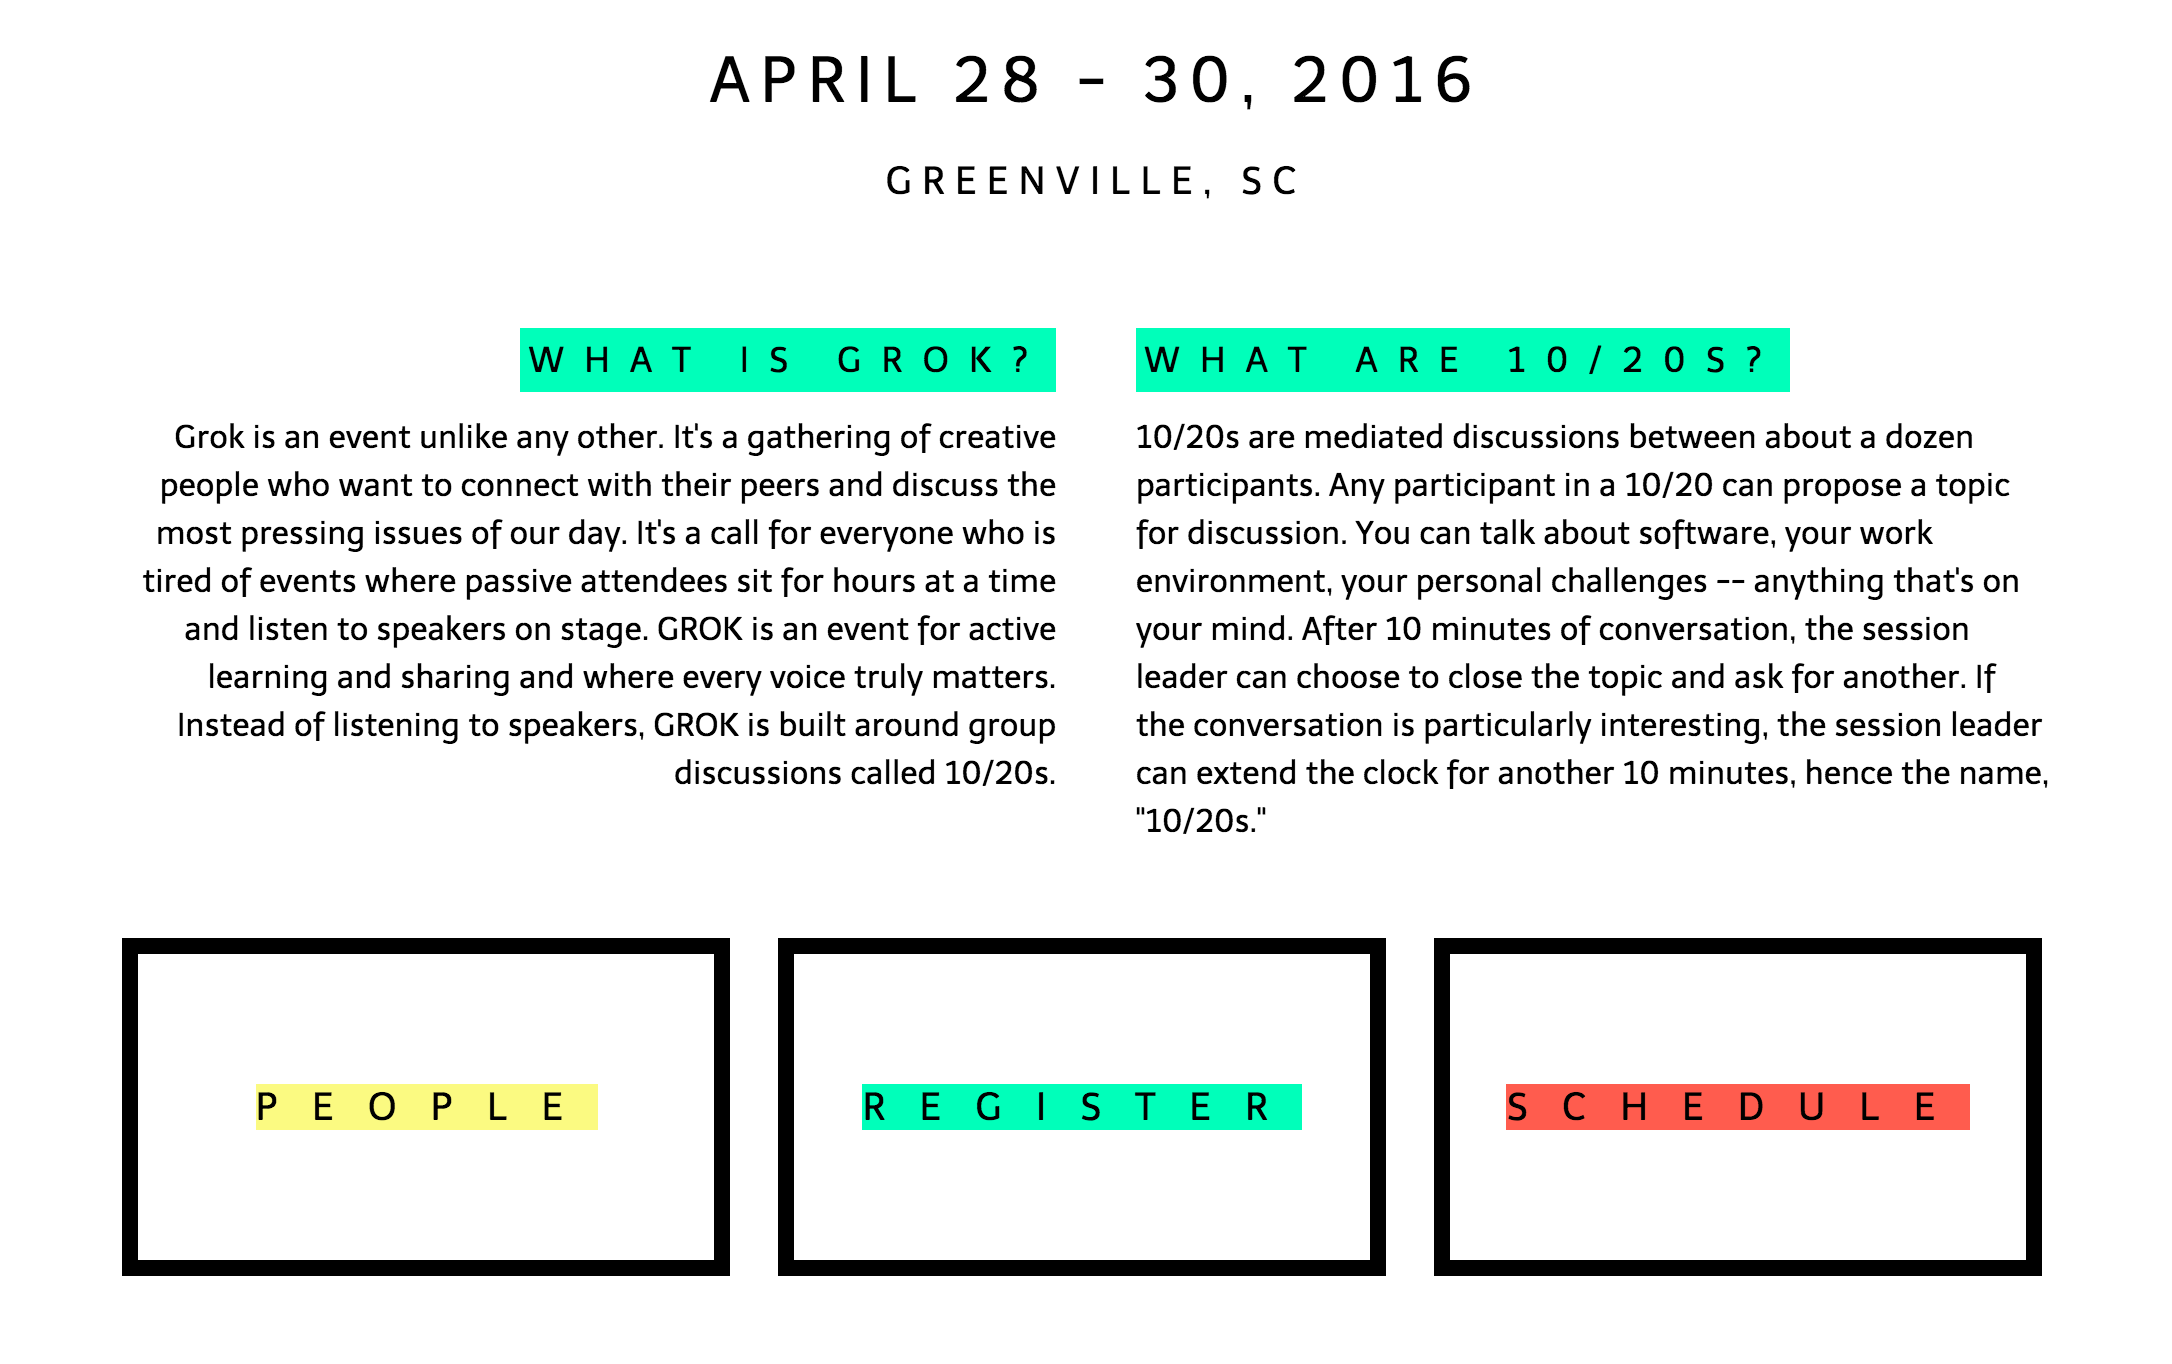 APRIL 28 - 30, 2016
GREENVILLE, SC
WHAT IS GROK?
Grok is an event unlike any other. It's a gathering of creative
people who want to connect with their peers and discuss the
most pressing issues of our day. It's a call for everyone who is
tired of events where passive attendees sit for hours at a time
and listen to speakers on stage. GROK is an event for active
learning and sharing and where every voice truly matters.
Instead of listening to speakers, GROK is built around group
discussions called 10/20s.
WHAT ARE 10/20S?
10/20s are mediated discussions between about a dozen
participants. Any participant in a 10/20 can propose a topic
for discussion. You can talk about software, your work
environment, your personal challenges -- anything that's on
your mind. After 10 minutes of conversation, the session
leader can choose to close the topic and ask for another. If
the conversation is particularly interesting, the session leader
can extend the clock for another 10 minutes, hence the name,
"10/20s."
PEOPLE
REGISTER
SCHEDULE